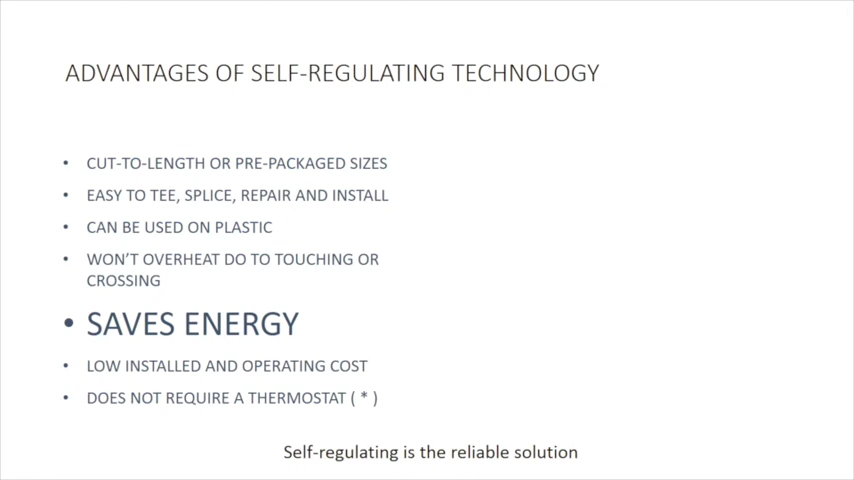 ADVANTAGES OF SELF-REGULATING TECHNOLOGY
• CUT-TO-LENGTH OR PRE-PACKAGED SIZES
• EASY TO TEE, SPLICE, REPAIR AND INSTALL
• CAN BE USED ON PLASTIC
• WON'T OVERHEAT DO TO TOUCHING OR
CROSSING
• SAVES ENERGY
• LOW INSTALLED AND OPERATING COST
• DOES NOT REQUIRE A THERMOSTAT ( * )
Self-regulating is the reliable solution